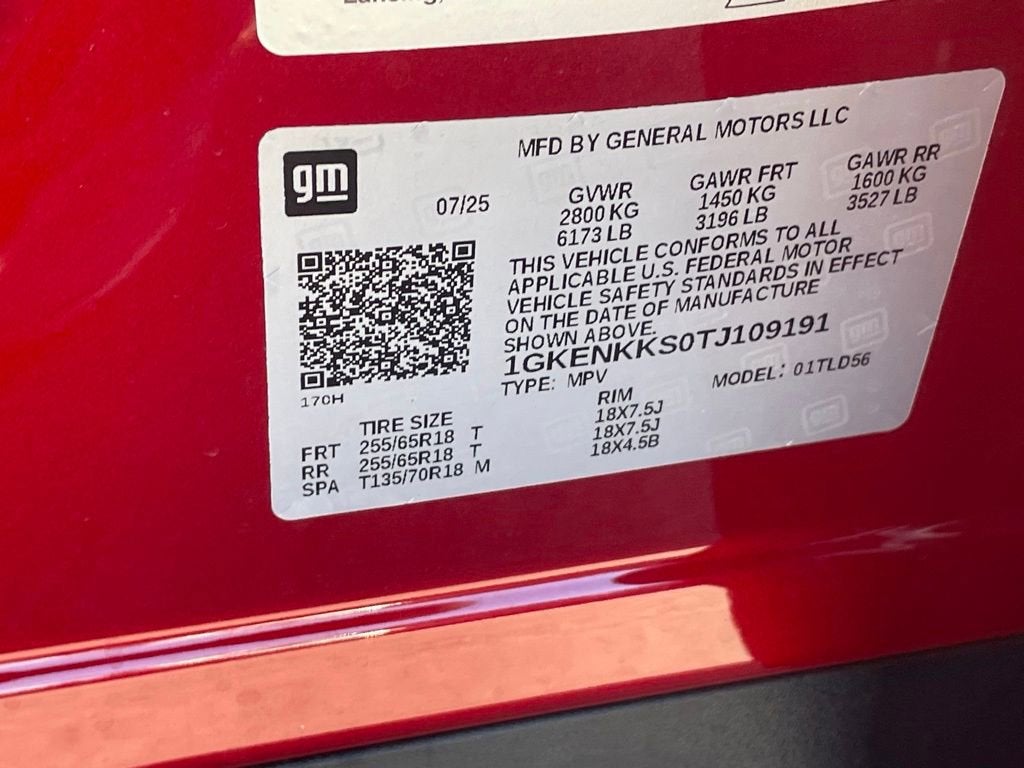 Lansing,
MFD BY GENERAL MOTORS LLC
gm
07/25
GVWR GAWR FRT GAWR RR
2800 KG 1450 KG 1600 KG
6173 LB 3196 LB 3527 LB
THIS VEHICLE CONFORMS TO ALL
APPLICABLE U.S. FEDERAL MOTOR
VEHICLE SAFETY STANDARDS IN EFFECT
ON THE DATE OF MANUFACTURE
SHOWN ABOVE.
1GKENKKS0TJ109191
TYPE: MPV MODEL: 01TLD56
170H
TIRE SIZE RIM
FRT 255/65R18 T 18X7.5J
RR 255/65R18 T 18X7.5J
SPA T135/70R18 M 18X4.5B